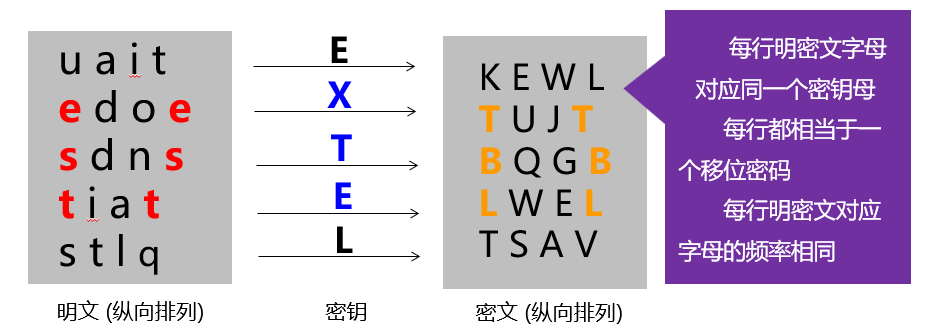 u a i t
e d o e
s d n s
t i a t
s t l q
E
X
T
E
L
K E W L
T U J T
B Q G B
L W E L
T S A V
每行明密文字母
对应同一个密钥母
每行都相当于一
个移位密码
每行明密文对应
字母的频率相同
明文 (纵向排列)
密钥
密文 (纵向排列)